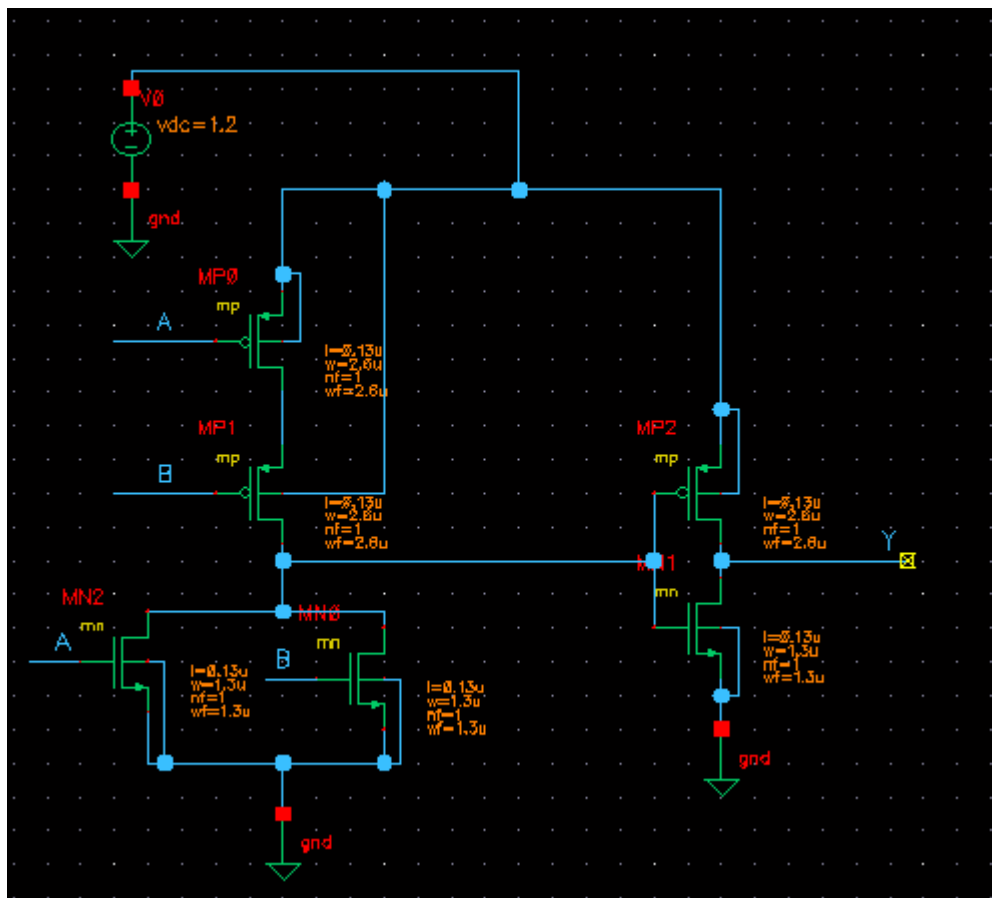 V0
vdc=1.2
gnd
MP0
mp
A
l=0.13u
w=2.6u
nf=1
wf=2.6u
MP1
mp
B
l=0.13u
w=2.6u
nf=1
wf=2.6u
MP2
mp
l=0.13u
w=2.6u
nf=1
wf=2.6u
Y
MN1
mn
l=0.13u
w=1.3u
nf=1
wf=1.3u
gnd
MN2
mn
A
l=0.13u
w=1.3u
nf=1
wf=1.3u
MN0
mn
B
l=0.13u
w=1.3u
nf=1
wf=1.3u
gnd